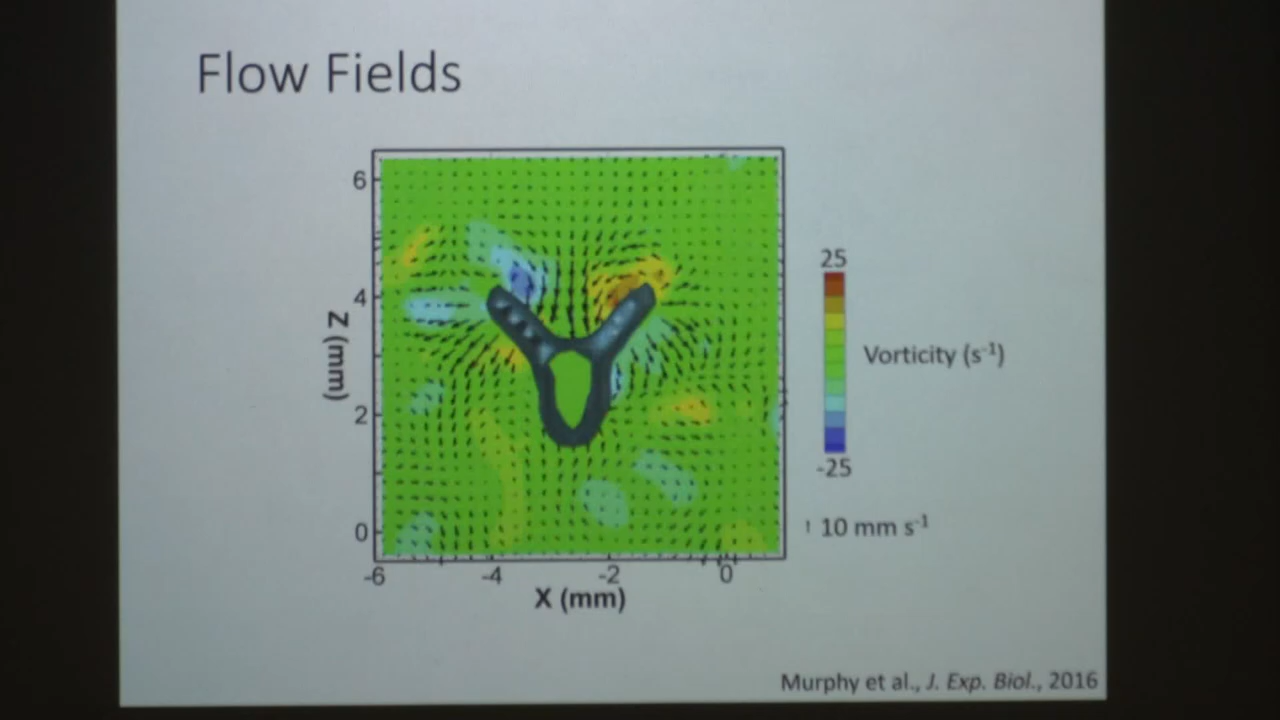 Flow Fields
6
4
2
0
Z (mm)
-6 -4 -2 0
X (mm)
25
Vorticity (s⁻¹)
-25
↑ 10 mm s⁻¹
Murphy et al., J. Exp. Biol., 2016